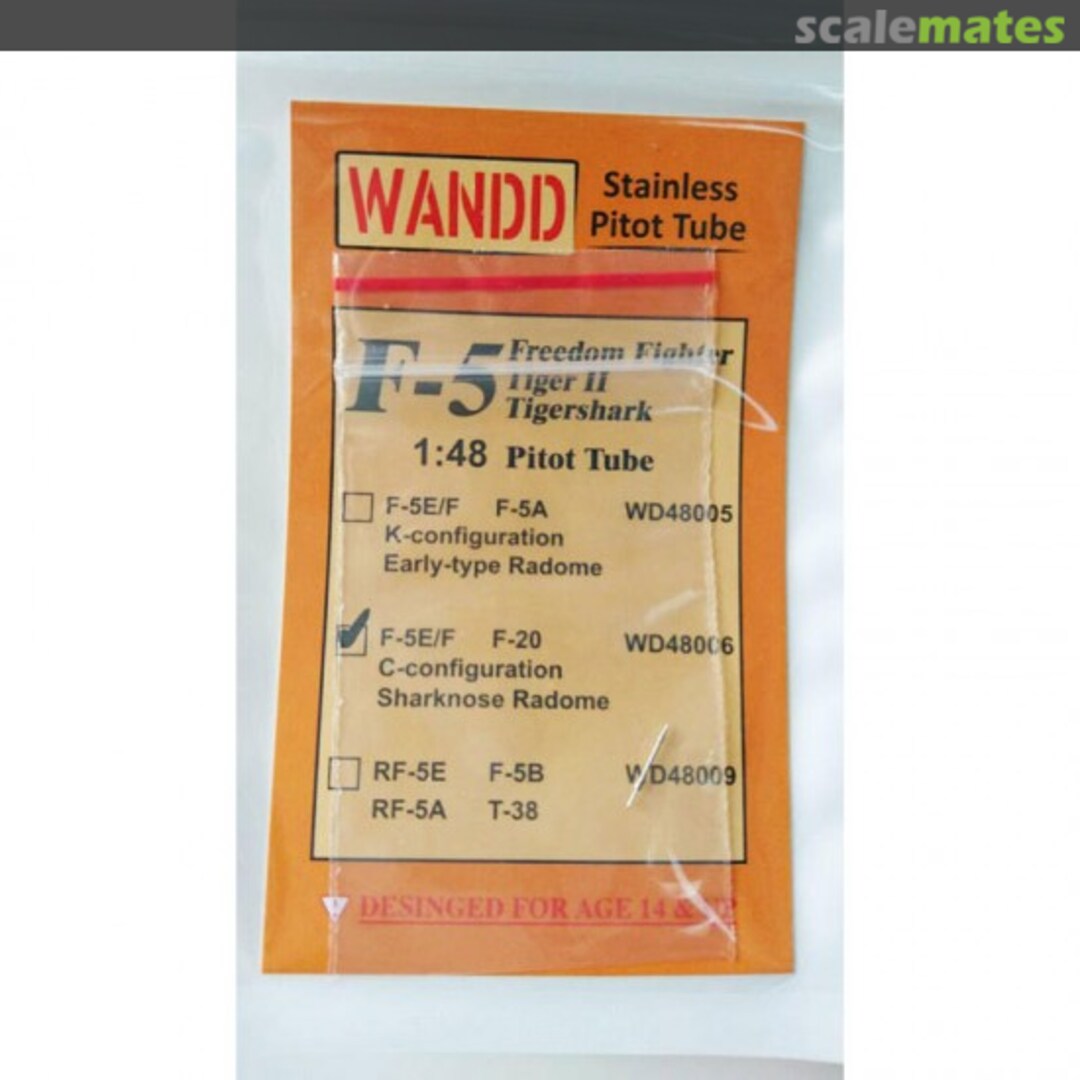 scalemates
WANDD
Stainless
Pitot Tube
F-5 Freedom Fighter
Tiger II
Tigershark
1:48 Pitot Tube
F-5E/F F-5A WD48005
K-configuration
Early-type Radome
F-5E/F F-20 WD48006
C-configuration
Sharknose Radome
RF-5E F-5B WD48009
RF-5A T-38
DESINGED FOR AGE 14 & UP